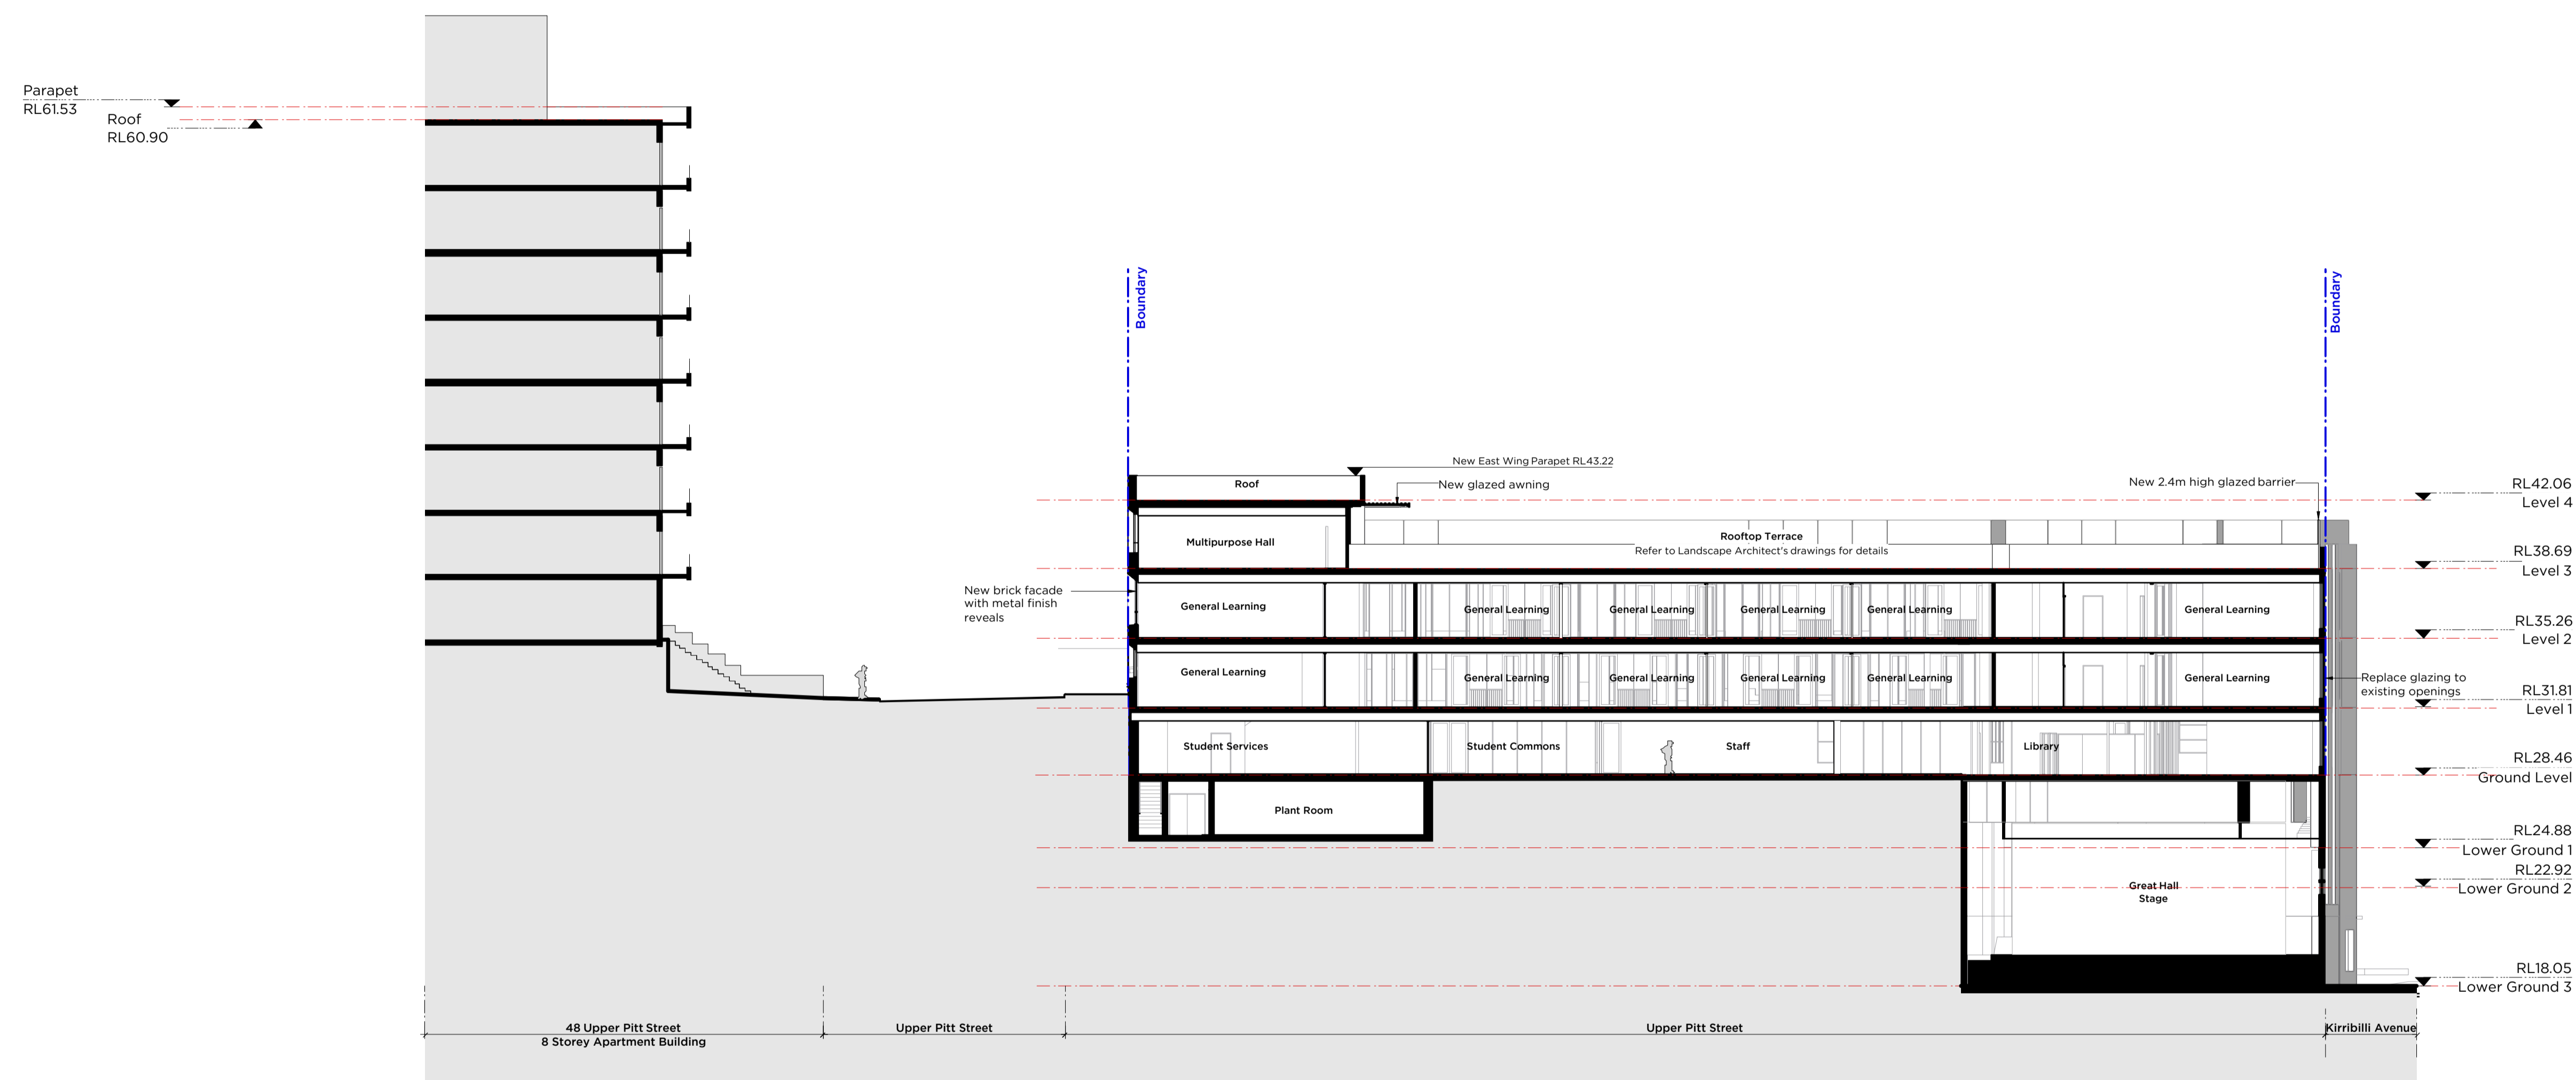 Parapet
RL61.53
Roof
RL60.90
Boundary
Boundary
New East Wing Parapet RL43.22
New glazed awning
New 2.4m high glazed barrier
RL42.06
Level 4
Roof
Multipurpose Hall
Rooftop Terrace
Refer to Landscape Architect's drawings for details
RL38.69
Level 3
New brick facade
with metal finish
reveals
General Learning
General Learning
General Learning
General Learning
General Learning
General Learning
RL35.26
Level 2
General Learning
General Learning
General Learning
General Learning
General Learning
General Learning
Replace glazing to
existing openings
RL31.81
Level 1
Student Services
Student Commons
Staff
Library
RL28.46
Ground Level
Plant Room
RL24.88
Lower Ground 1
RL22.92
Lower Ground 2
Great Hall
Stage
RL18.05
Lower Ground 3
48 Upper Pitt Street
8 Storey Apartment Building
Upper Pitt Street
Upper Pitt Street
Kirribilli Avenue